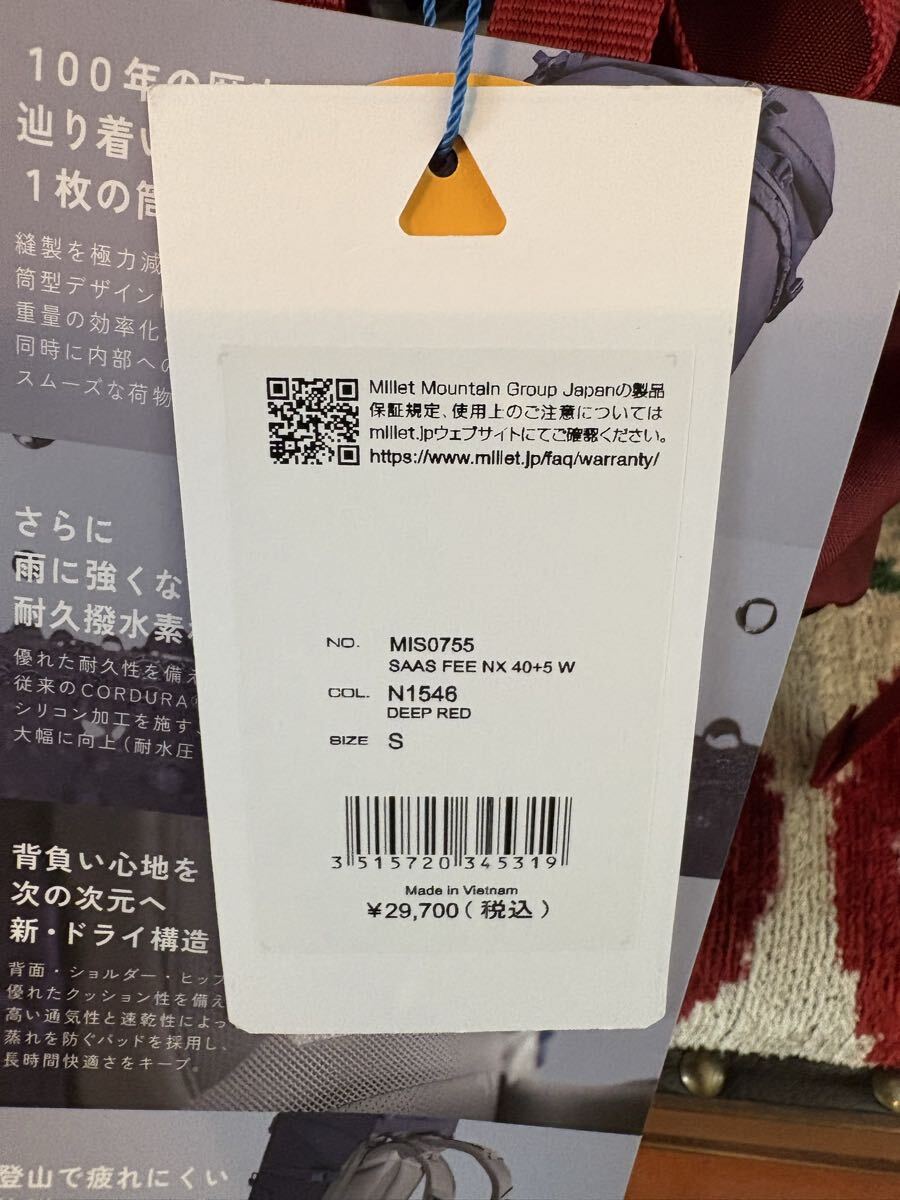 100年の
辿り着い
1枚の筒
縫製を極力減
筒型デザイン
重量の効率化
同時に内部への
スムーズな荷物
さらに
雨に強くな
耐久撥水素
優れた耐久性を備え
従来のCORDURA®
シリコン加工を施す、
大幅に向上(耐水圧
背負い心地を
次の次元へ
新・ドライ構造
背面・ショルダー・ヒップ
優れたクッション性を備え
高い通気性と速乾性によっ
蒸れを防ぐパッドを採用し、
長時間快適さをキープ。
登山で疲れにくい
Millet Mountain Group Japanの製品
保証規定、使用上のご注意については
millet.jpウェブサイトにてご確認ください。
https://www.millet.jp/faq/warranty/
NO. MIS0755
SAAS FEE NX 40+5 W
COL. N1546
DEEP RED
SIZE S
3 515720 345319
Made in Vietnam
¥29,700(税込)